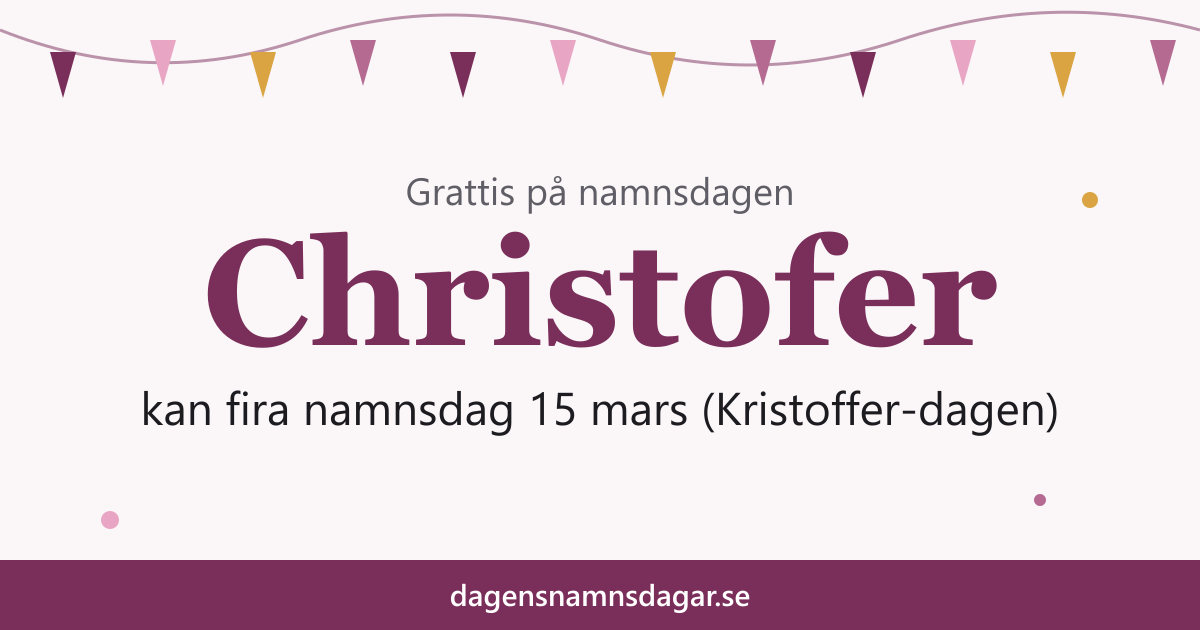 Grattis på namnsdagen
Christofer
kan fira namnsdag 15 mars (Kristoffer-dagen)
dagensnamnsdagar.se